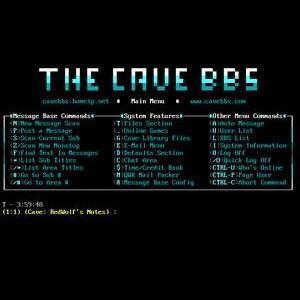 THE CAVE BBS
cavebbs.homeip.net ■ Main Menu ■ www.cavebbs.com
Message Base Commands System Features Other Menu Commands
(N)New Message Scan (T)Files Section (A)Auto Message
(P)Post a Message (.)Online Games (U)User List
(R)Scan Current Sub (G)Cave Library Files (L)BBS List
(Z)Scan New Nonstop (E)E-Mail Menu (I)System Information
(F)Find Text In Messages (D)Defaults Section (O)Log Off
(*)List Sub Titles (C)Chat Area (/O)Quick Log Off
(/*)List Area Titles Time/Credit Bank (CTRL-U)Who's Online
(#)Go to Sub # QWK Mail Packer (CTRL-P)Page User
(/#)Go to Area # Message Base Config (CTRL-C)Abort Command
T - 3:59:48
(1:1) (Cave: RedWolf's Notes) :